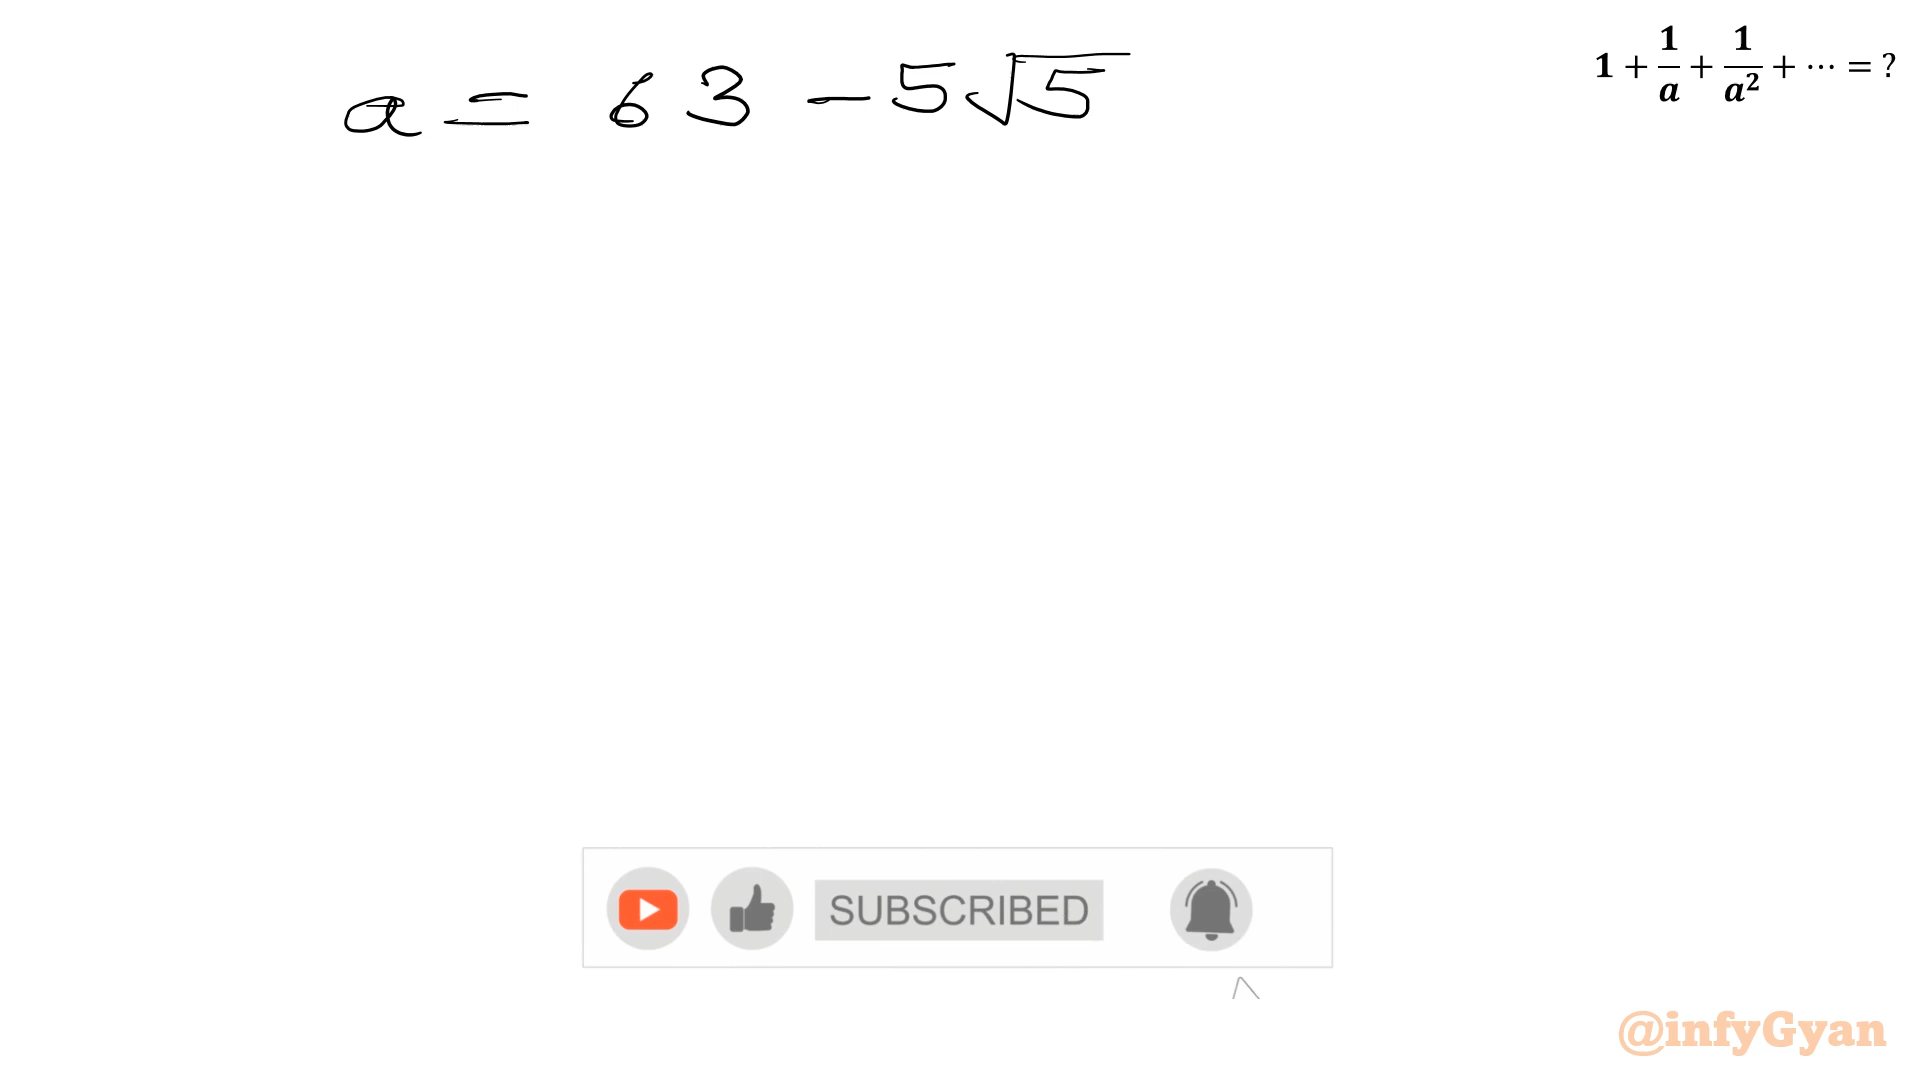 a = 63 - 5√5
1 + 1/a + 1/a² + ⋯ = ?
SUBSCRIBED
@infyGyan